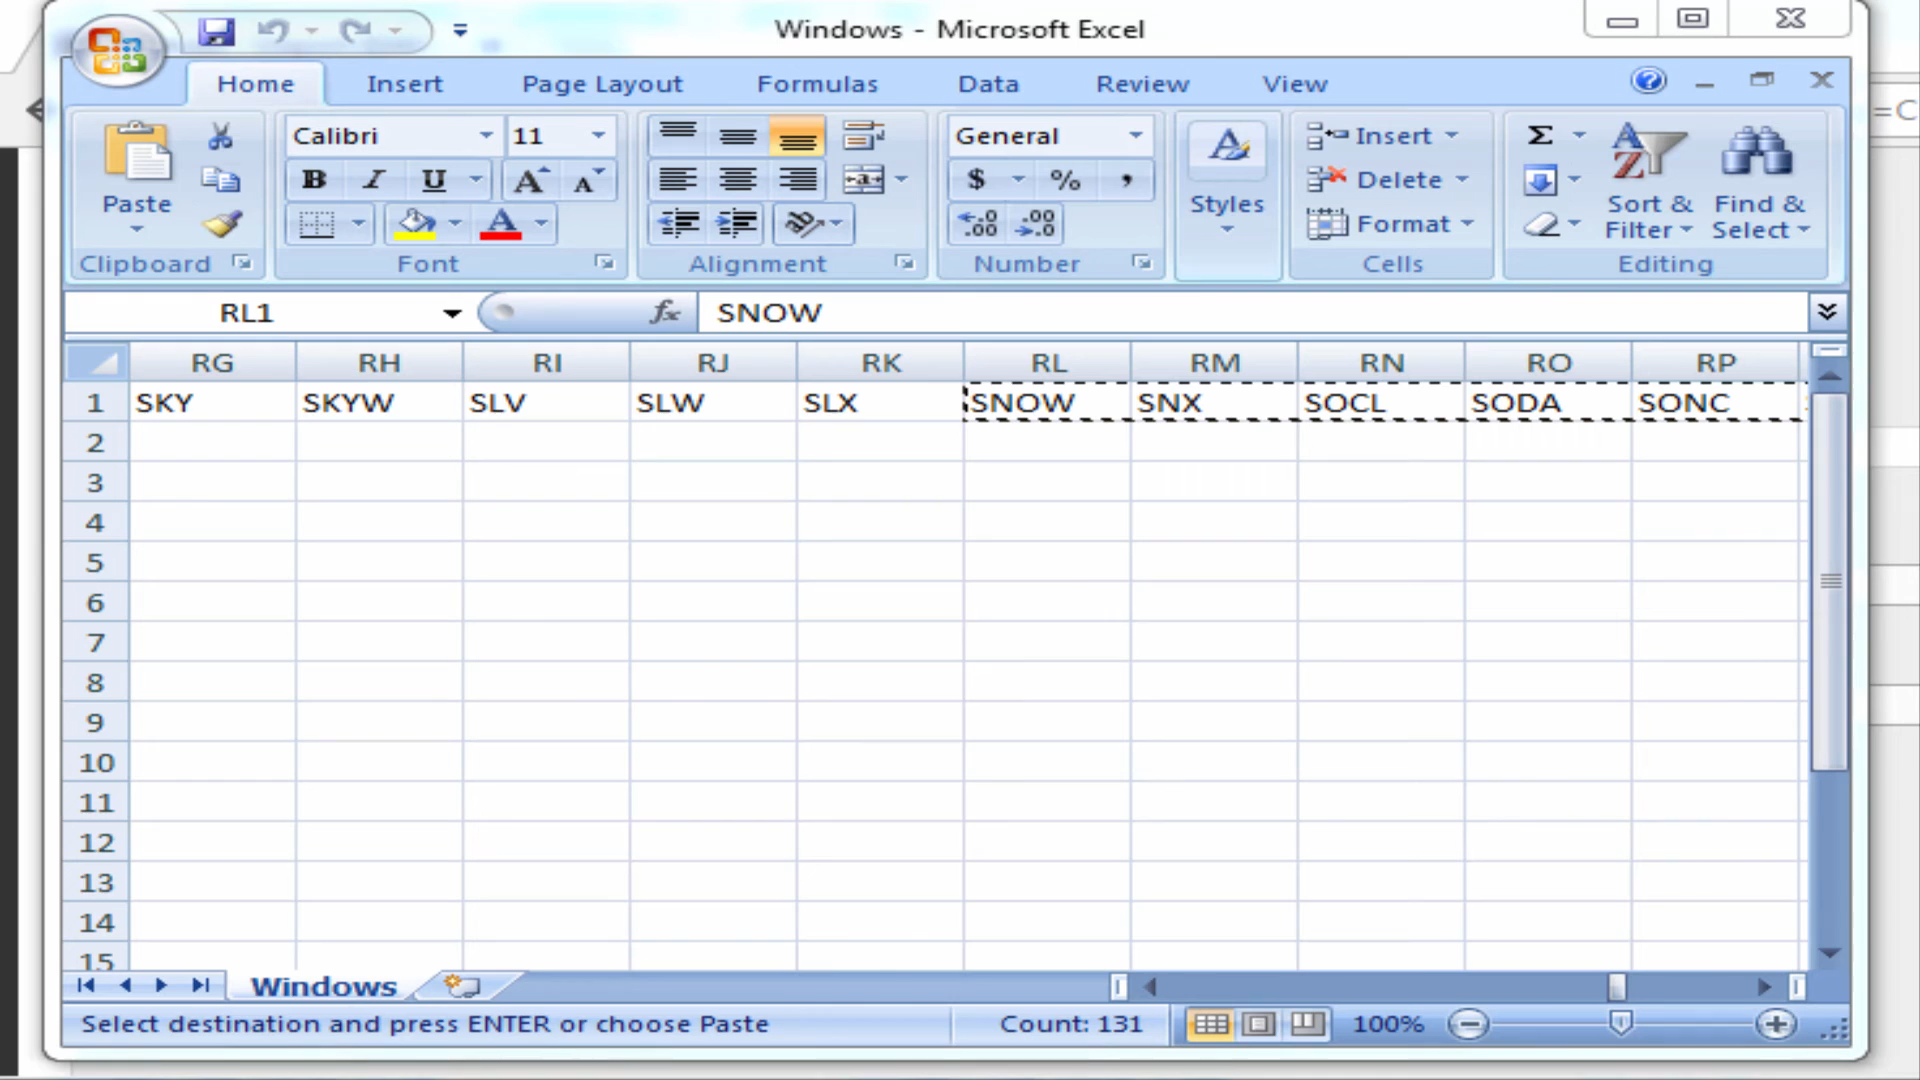 Windows - Microsoft Excel
Home Insert Page Layout Formulas Data Review View
=C
Calibri 11 General Insert Σ
Paste B I U A A $ % , Styles Delete Sort & Filter Find & Select
Format
Clipboard Font Alignment Number Cells Editing
RL1 fx SNOW
RG RH RI RJ RK RL RM RN RO RP
1 SKY SKYW SLV SLW SLX SNOW SNX SOCL SODA SONC
2
3
4
5
6
7
8
9
10
11
12
13
14
15
Windows
Select destination and press ENTER or choose Paste Count: 131 100%